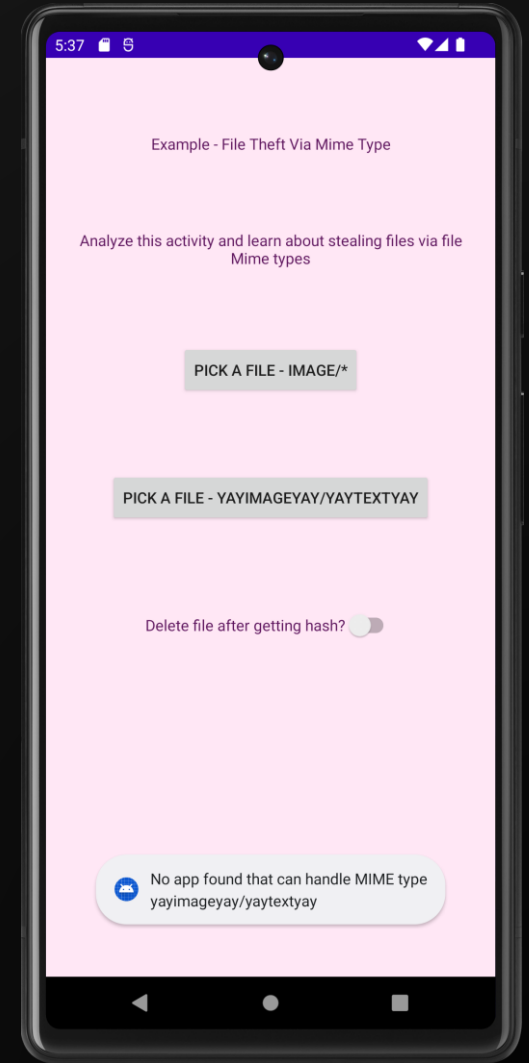 5:37
Example - File Theft Via Mime Type
Analyze this activity and learn about stealing files via file
Mime types
PICK A FILE - IMAGE/*
PICK A FILE - YAYIMAGEYAY/YAYTEXTYAY
Delete file after getting hash?
No app found that can handle MIME type
yayimageyay/yaytextyay